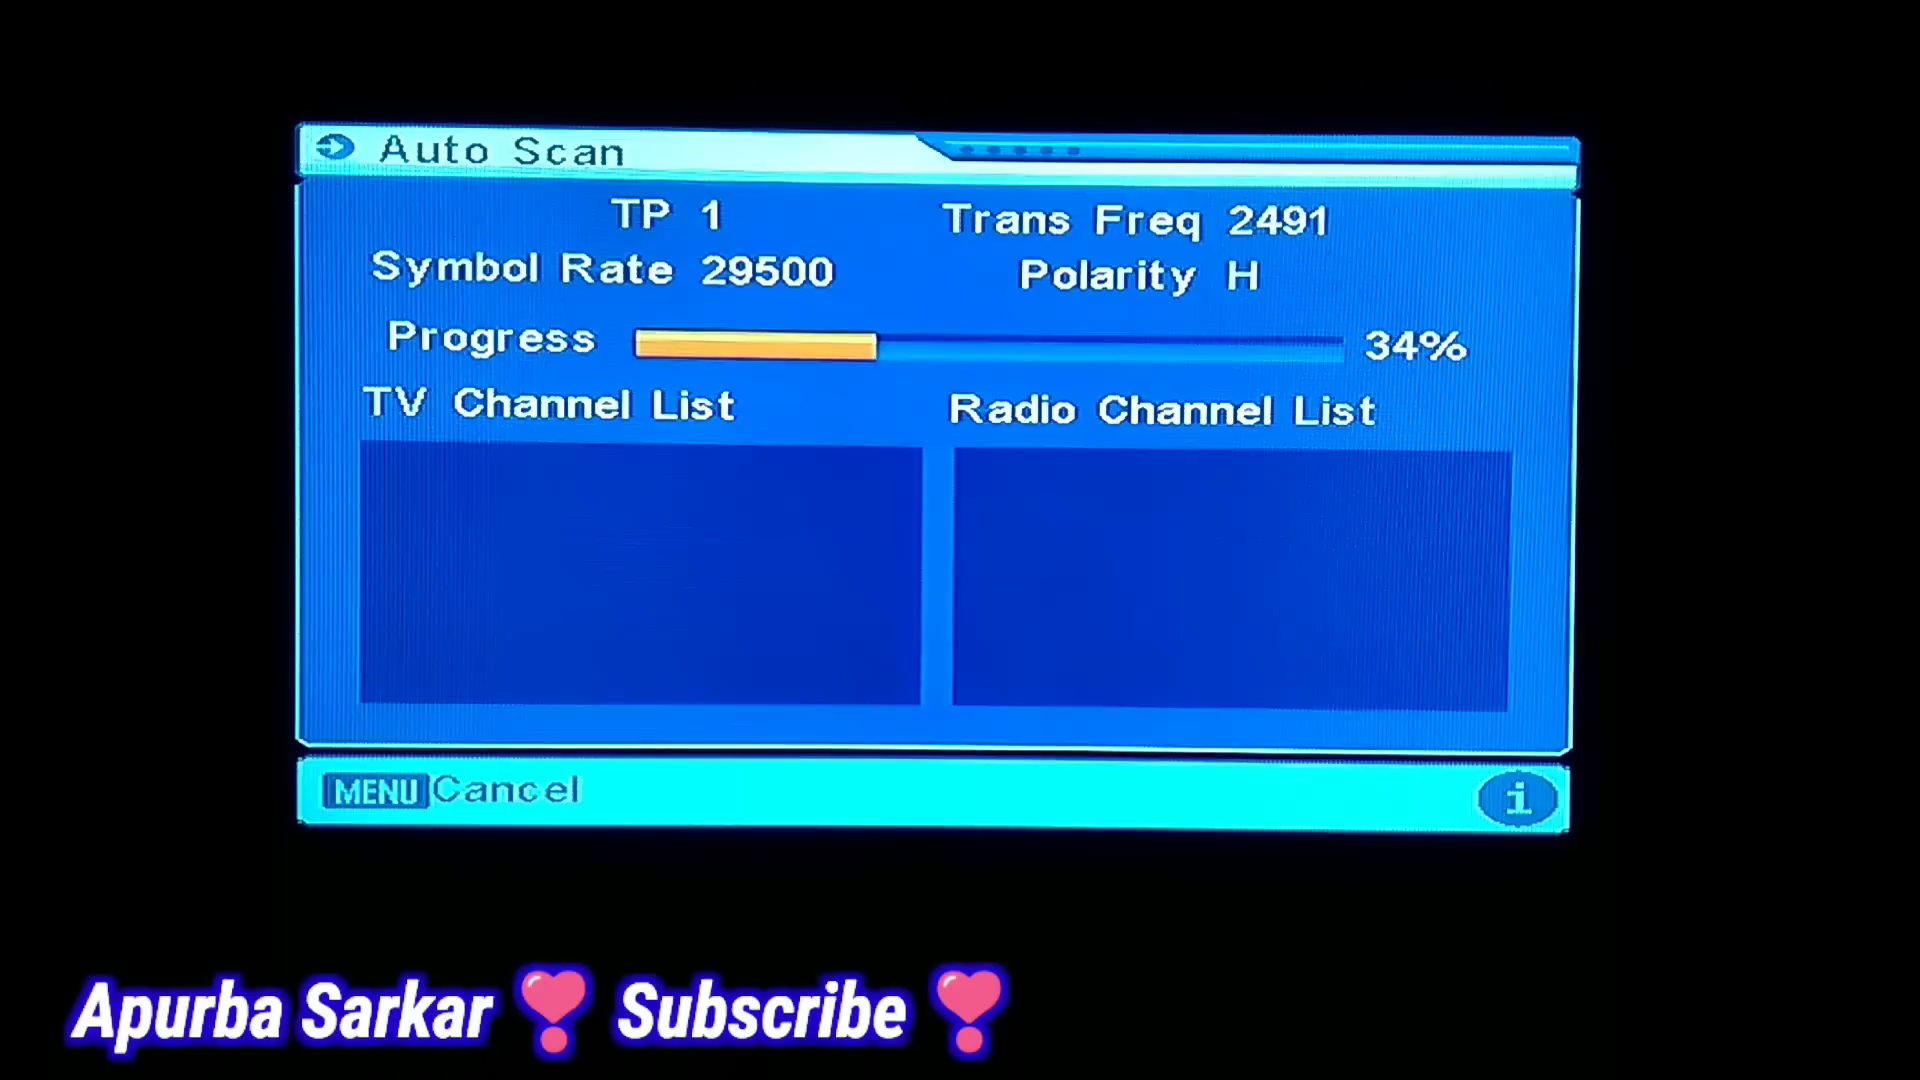 Auto Scan
TP 1 Trans Freq 2491
Symbol Rate 29500 Polarity H
Progress 34%
TV Channel List Radio Channel List
MENU Cancel i
Apurba Sarkar ❣ Subscribe ❣